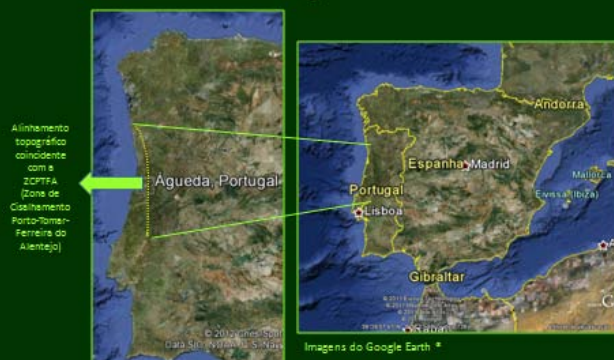 Alinhamento
topográfico
coincidente
com a
ZCPTFA
(Zona de
Cisalhamento
Porto-Tomar-
Ferreira do
Alentejo)
Águeda, Portugal
Andorra
Espanha
Madrid
Mallorca
Portugal
Eivissa (Ibiza)
Lisboa
Gibraltar
Rabat
Imagens do Google Earth *